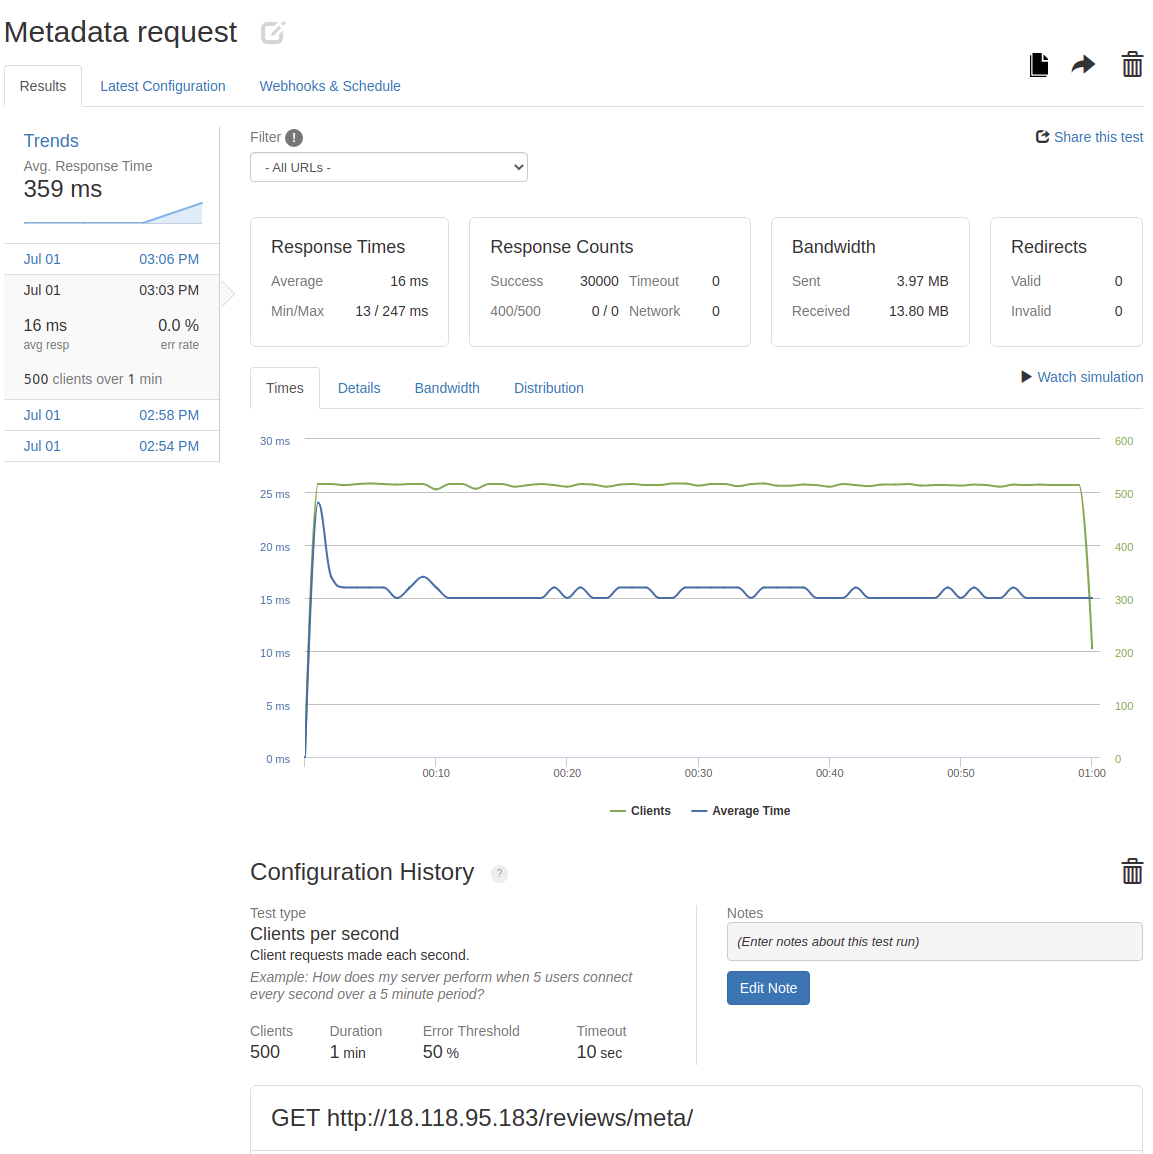 Metadata request
Results
Latest Configuration
Webhooks & Schedule
Trends
Avg. Response Time
359 ms
Jul 01 03:06 PM
Jul 01 03:03 PM
16 ms 0.0 %
avg resp err rate
500 clients over 1 min
Jul 01 02:58 PM
Jul 01 02:54 PM
Filter !
Share this test
- All URLs -
Response Times
Average 16 ms
Min/Max 13 / 247 ms
Response Counts
Success 30000 Timeout 0
400/500 0 / 0 Network 0
Bandwidth
Sent 3.97 MB
Received 13.80 MB
Redirects
Valid 0
Invalid 0
Times Details Bandwidth Distribution
Watch simulation
30 ms 600
25 ms 500
20 ms 400
15 ms 300
10 ms 200
5 ms 100
0 ms 0
00:10 00:20 00:30 00:40 00:50 01:00
Clients Average Time
Configuration History ?
Test type
Clients per second
Client requests made each second.
Example: How does my server perform when 5 users connect
every second over a 5 minute period?
Clients Duration Error Threshold Timeout
500 1 min 50 % 10 sec
Notes
(Enter notes about this test run)
Edit Note
GET http://18.118.95.183/reviews/meta/